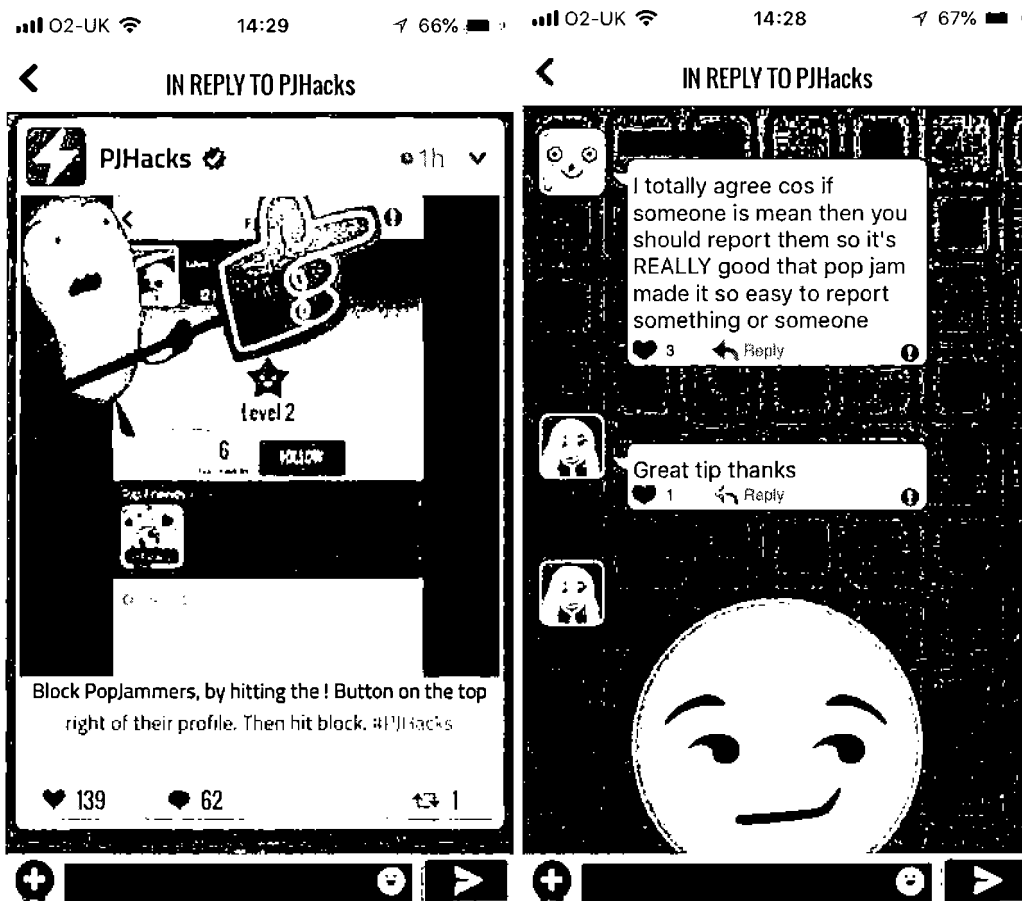 O2-UK 14:29 66%
IN REPLY TO PJHacks
PJHacks 1h
Level 2
6
FOLLOW
Pop Friends
Block PopJammers, by hitting the ! Button on the top
right of their profile. Then hit block. #PJHacks
139 62 1
O2-UK 14:28 67%
IN REPLY TO PJHacks
I totally agree cos if
someone is mean then you
should report them so it's
REALLY good that pop jam
made it so easy to report
something or someone
3 Reply
Great tip thanks
1 Reply